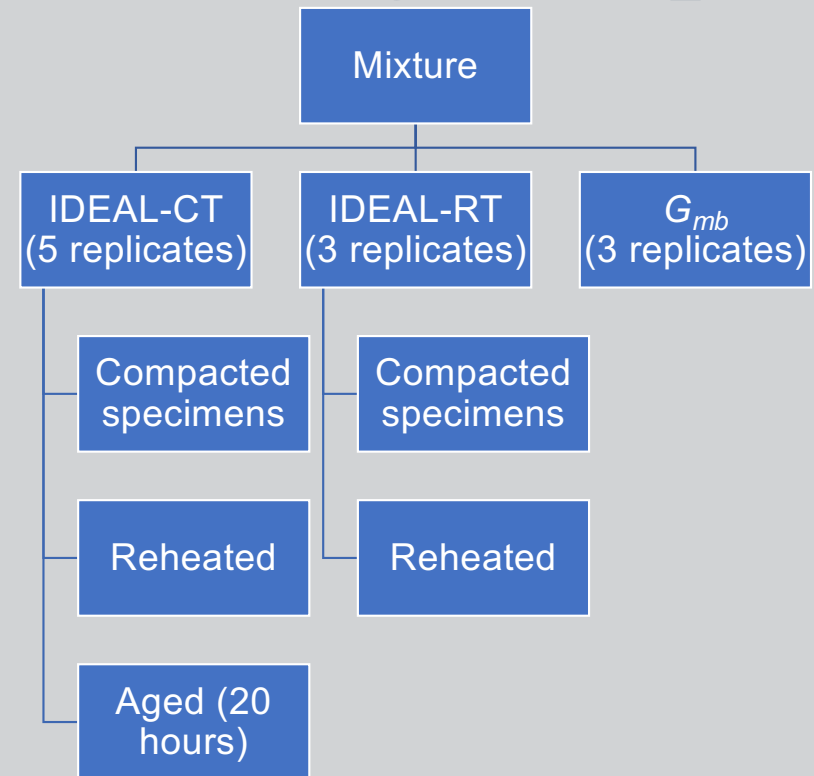 Mixture
IDEAL-CT
(5 replicates)
IDEAL-RT
(3 replicates)
Gmb
(3 replicates)
Compacted
specimens
Compacted
specimens
Reheated
Reheated
Aged (20
hours)